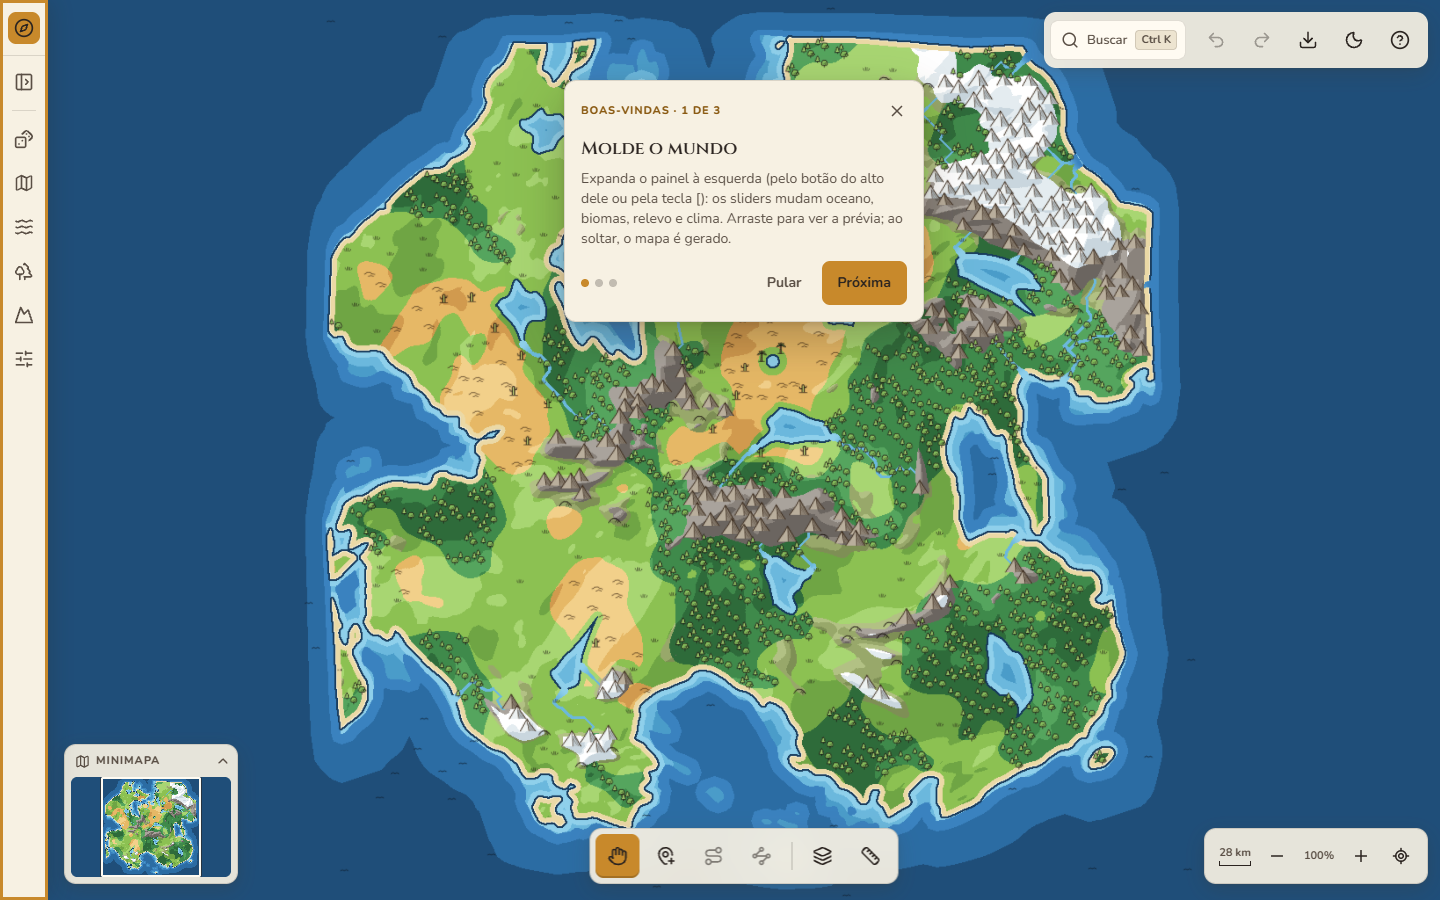 Buscar Ctrl K
BOAS-VINDAS · 1 DE 3
MOLDE O MUNDO
Expanda o painel à esquerda (pelo botão do alto
dele ou pela tecla [): os sliders mudam oceano,
biomas, relevo e clima. Arraste para ver a prévia; ao
soltar, o mapa é gerado.
Pular Próxima
MINIMAPA
28 km 100%